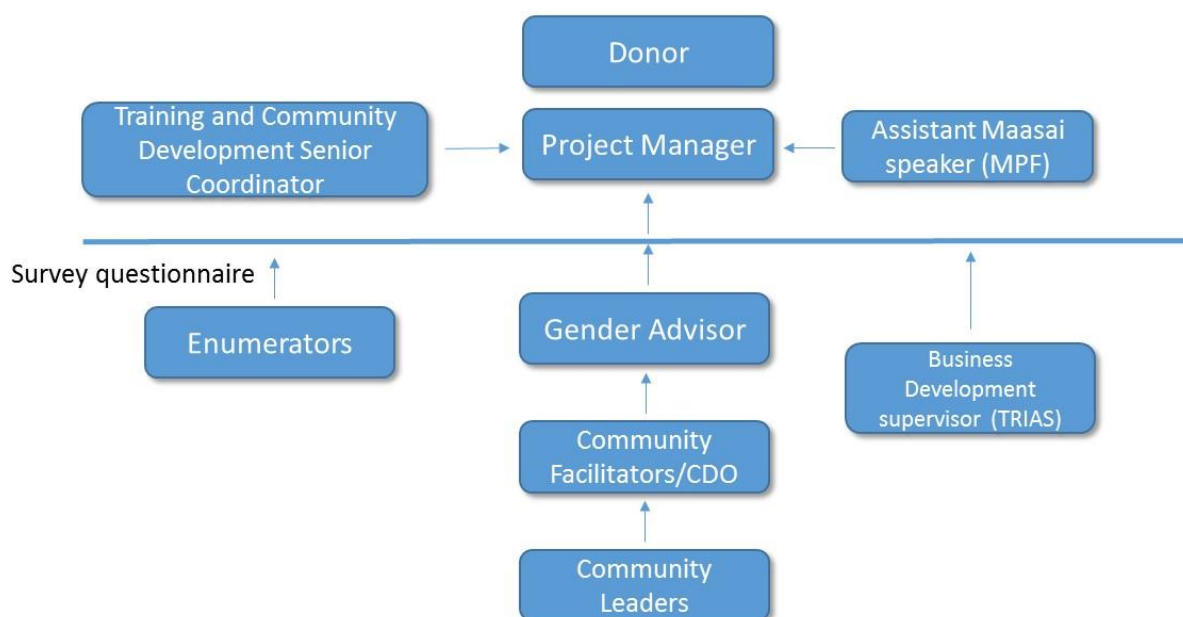 Donor
Training and Community
Development Senior
Coordinator
Project Manager
Assistant Maasai
speaker (MPF)
Survey questionnaire
Enumerators
Gender Advisor
Business
Development
supervisor (TRIAS)
Community
Facilitators/CDO
Community
Leaders